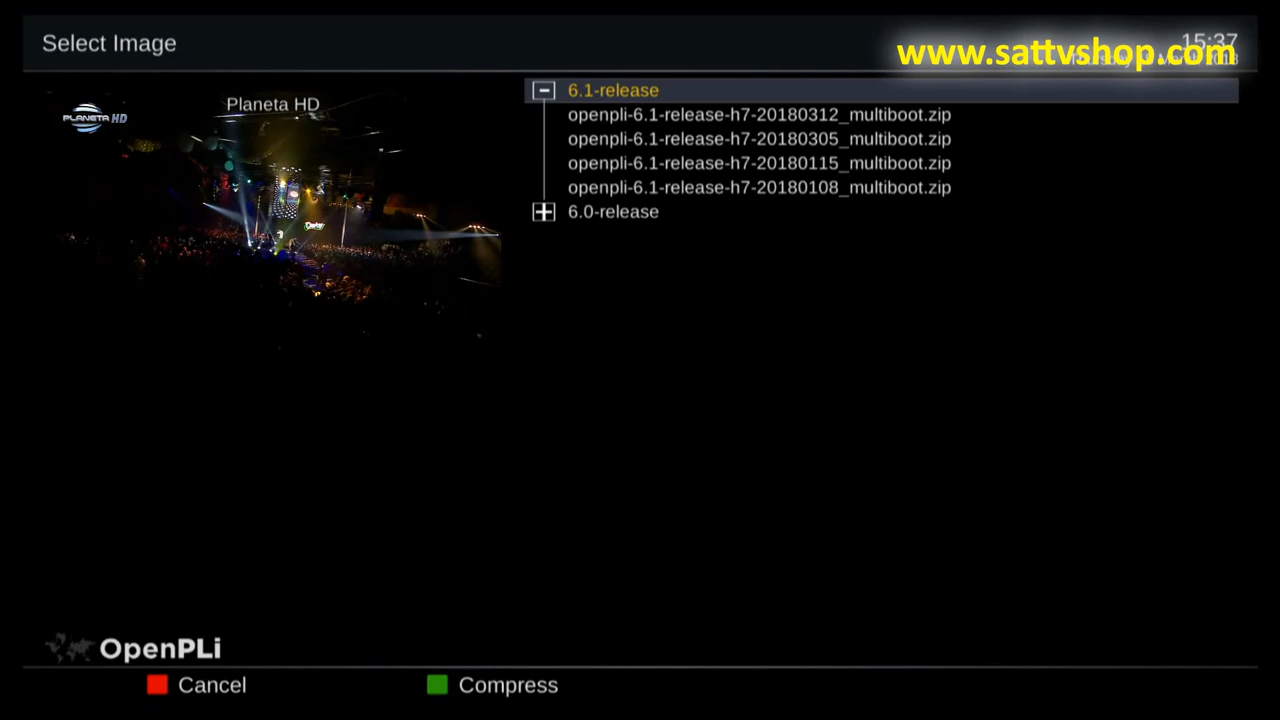 Select Image
www.sattvshop.com
15:37
PLANETA HD
Planeta HD
6.1-release
openpli-6.1-release-h7-20180312_multiboot.zip
openpli-6.1-release-h7-20180305_multiboot.zip
openpli-6.1-release-h7-20180115_multiboot.zip
openpli-6.1-release-h7-20180108_multiboot.zip
6.0-release
OpenPLi
Cancel
Compress